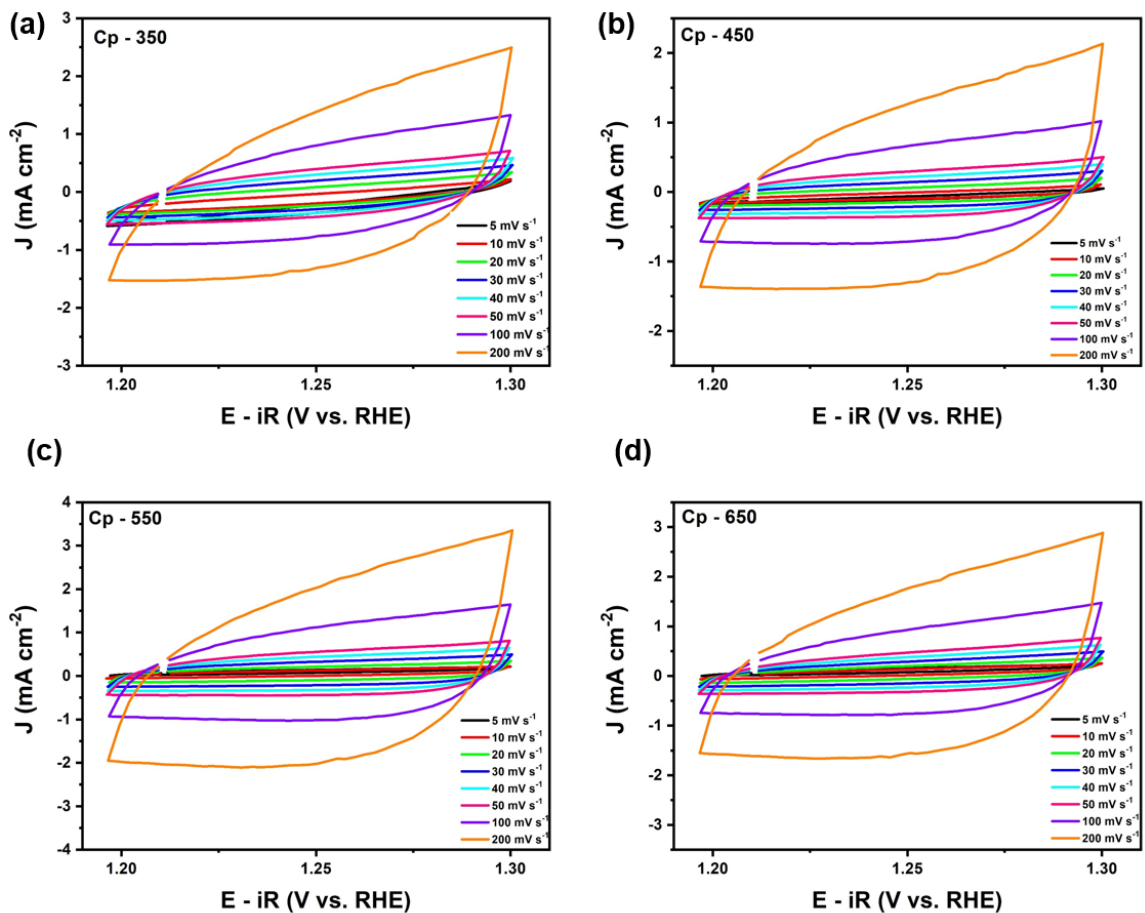 (a)
Cp - 350
J (mA cm⁻²)
3
2
1
0
-1
-2
-3
5 mV s⁻¹
10 mV s⁻¹
20 mV s⁻¹
30 mV s⁻¹
40 mV s⁻¹
50 mV s⁻¹
100 mV s⁻¹
200 mV s⁻¹
1.20
1.25
1.30
E - iR (V vs. RHE)
(b)
Cp - 450
J (mA cm⁻²)
2
1
0
-1
-2
5 mV s⁻¹
10 mV s⁻¹
20 mV s⁻¹
30 mV s⁻¹
40 mV s⁻¹
50 mV s⁻¹
100 mV s⁻¹
200 mV s⁻¹
1.20
1.25
1.30
E - iR (V vs. RHE)
(c)
Cp - 550
J (mA cm⁻²)
4
3
2
1
0
-1
-2
-3
-4
5 mV s⁻¹
10 mV s⁻¹
20 mV s⁻¹
30 mV s⁻¹
40 mV s⁻¹
50 mV s⁻¹
100 mV s⁻¹
200 mV s⁻¹
1.20
1.25
1.30
E - iR (V vs. RHE)
(d)
Cp - 650
J (mA cm⁻²)
3
2
1
0
-1
-2
-3
5 mV s⁻¹
10 mV s⁻¹
20 mV s⁻¹
30 mV s⁻¹
40 mV s⁻¹
50 mV s⁻¹
100 mV s⁻¹
200 mV s⁻¹
1.20
1.25
1.30
E - iR (V vs. RHE)